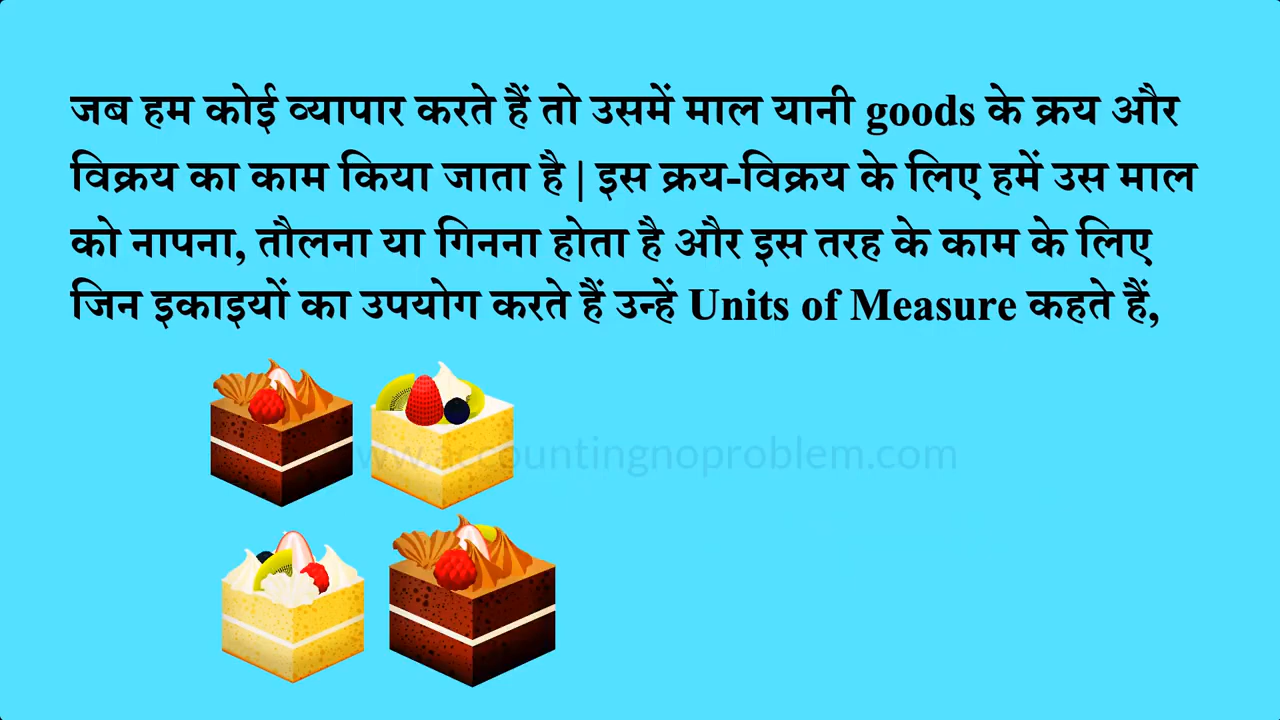 जब हम कोई व्यापार करते हैं तो उसमें माल यानी goods के क्रय और
विक्रय का काम किया जाता है | इस क्रय-विक्रय के लिए हमें उस माल
को नापना, तौलना या गिनना होता है और इस तरह के काम के लिए
जिन इकाइयों का उपयोग करते हैं उन्हें Units of Measure कहते हैं,
www.accountingnoproblem.com